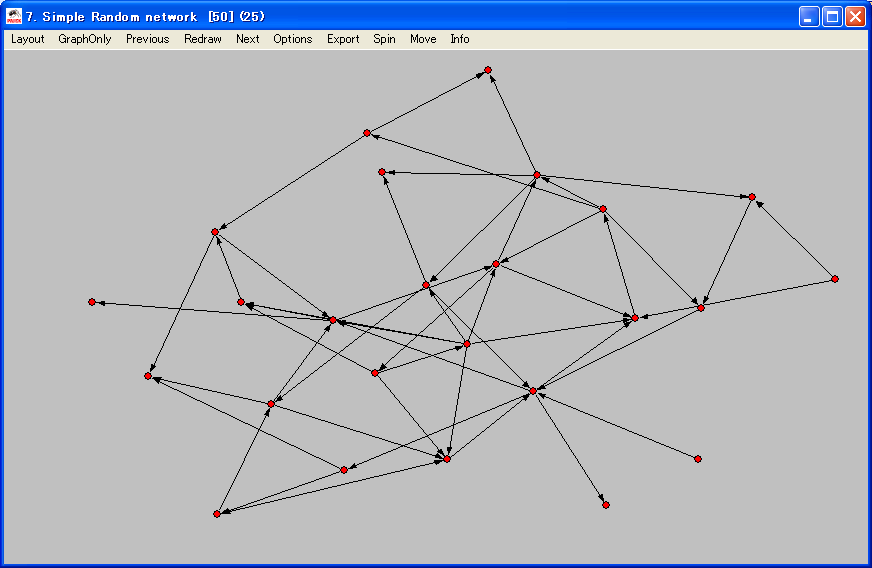 7. Simple Random network [50] (25)
Layout GraphOnly Previous Redraw Next Options Export Spin Move Info